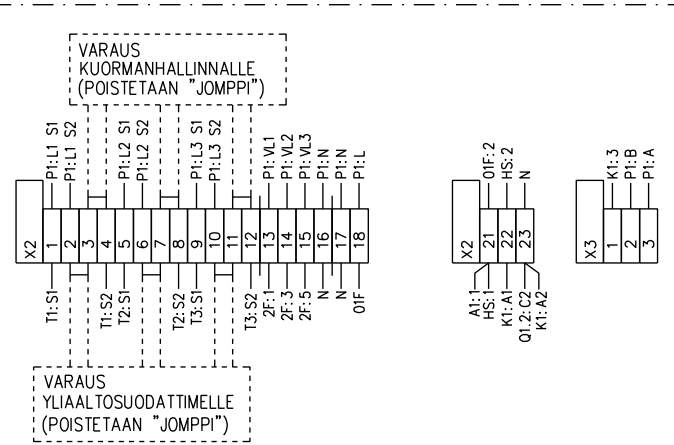 VARAUS
KUORMANHALLINNALLE
(POISTETAAN "JOMPPI")
P1:L1 S1
P1:L1 S2
P1:L2 S1
P1:L2 S2
P1:L3 S1
P1:L3 S2
P1:VL1
P1:VL2
P1:VL3
P1:N
P1:N
P1:L
X2
1
2
3
4
5
6
7
8
9
10
11
12
13
14
15
16
17
18
T1:S1
T1:S2
T2:S1
T2:S2
T3:S1
T3:S2
2F:1
2F:3
2F:5
N
N
01F
VARAUS
YLIAALTOSUODATTIMELLE
(POISTETAAN "JOMPPI")
01F:2
HS:2
N
X2
21
22
23
A1:1
HS:1
K1:A1
Q1.2:C2
K1:A2
K1:3
P1:B
P1:A
X3
1
2
3